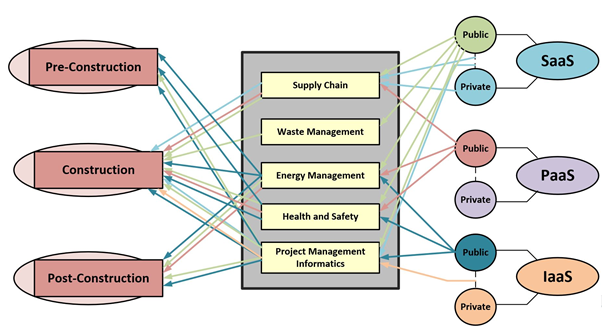 Pre-Construction
Construction
Post-Construction
Supply Chain
Waste Management
Energy Management
Health and Safety
Project Management
Informatics
Public
Private
SaaS
Public
Private
PaaS
Public
Private
IaaS